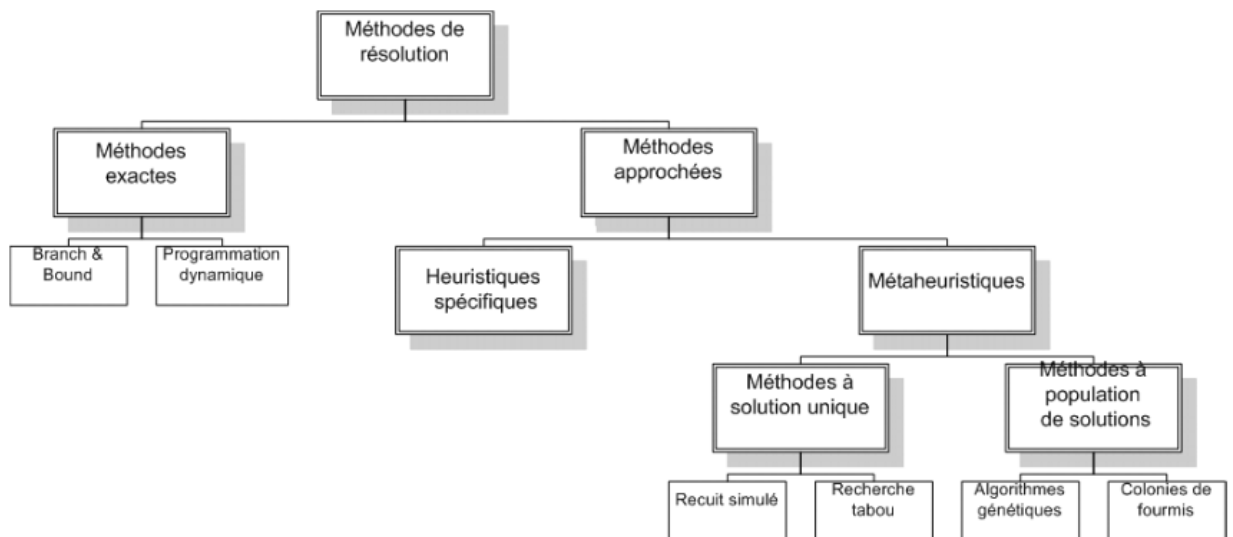 Méthodes de
résolution
Méthodes
exactes
Méthodes
approchées
Branch &
Bound
Programmation
dynamique
Heuristiques
spécifiques
Métaheuristiques
Méthodes à
solution unique
Méthodes à
population
de solutions
Recuit simulé
Recherche
tabou
Algorithmes
génétiques
Colonies de
fourmis